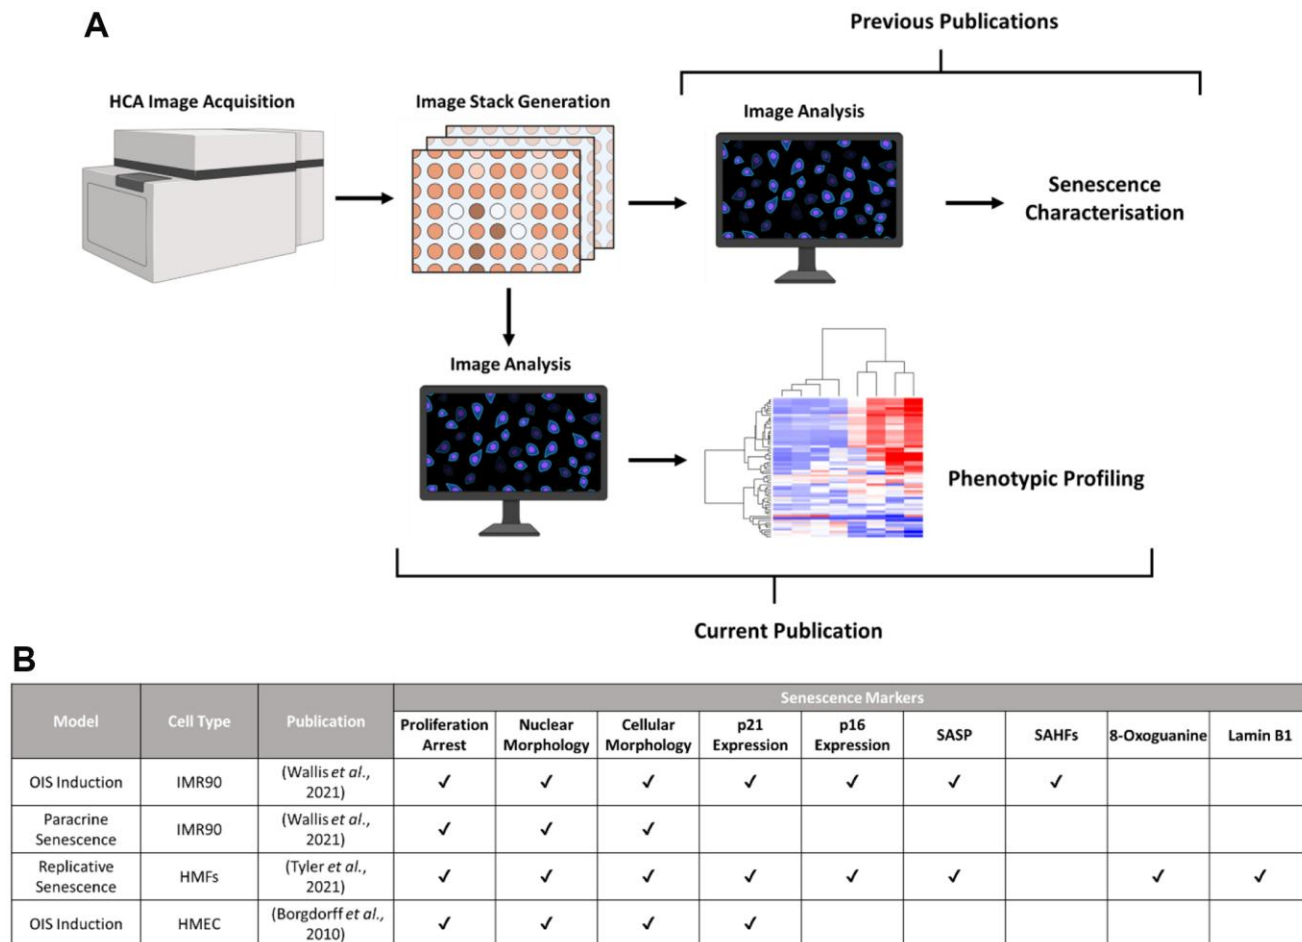 A
Previous Publications
HCA Image Acquisition
Image Stack Generation
Image Analysis
Senescence
Characterisation
Image Analysis
Phenotypic Profiling
Current Publication
B
Model
Cell Type
Publication
Senescence Markers
Proliferation
Arrest
Nuclear
Morphology
Cellular
Morphology
p21
Expression
p16
Expression
SASP
SAHFs
8-Oxoguanine
Lamin B1
OIS Induction
IMR90
(Wallis et al.,
2021)
✓ ✓ ✓ ✓ ✓ ✓ ✓
Paracrine
Senescence
IMR90
(Wallis et al.,
2021)
✓ ✓ ✓
Replicative
Senescence
HMFs
(Tyler et al.,
2021)
✓ ✓ ✓ ✓ ✓ ✓ ✓ ✓
OIS Induction
HMEC
(Borgdorff et al.,
2010)
✓ ✓ ✓ ✓